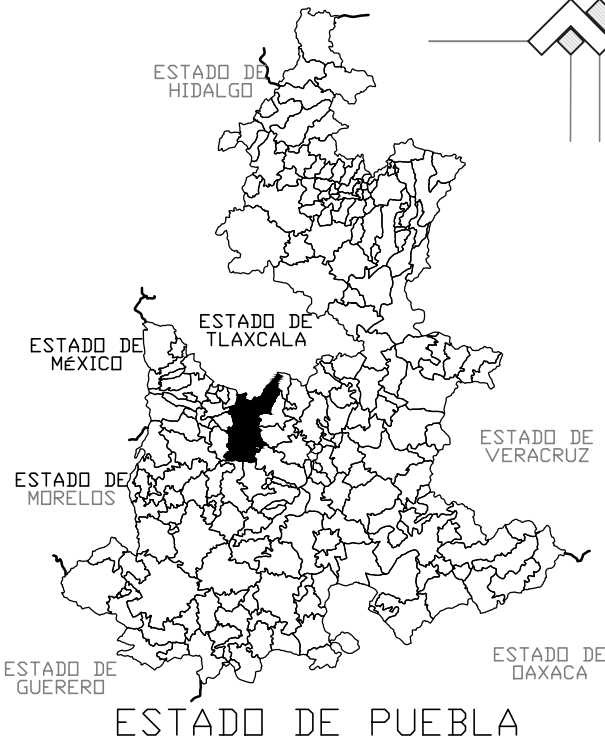 ESTADO DE
HIDALGO
ESTADO DE
TLAXCALA
ESTADO DE
MÉXICO
ESTADO DE
VERACRUZ
ESTADO DE
MORELOS
ESTADO DE
GUERERO
ESTADO DE
OAXACA
ESTADO DE PUEBLA